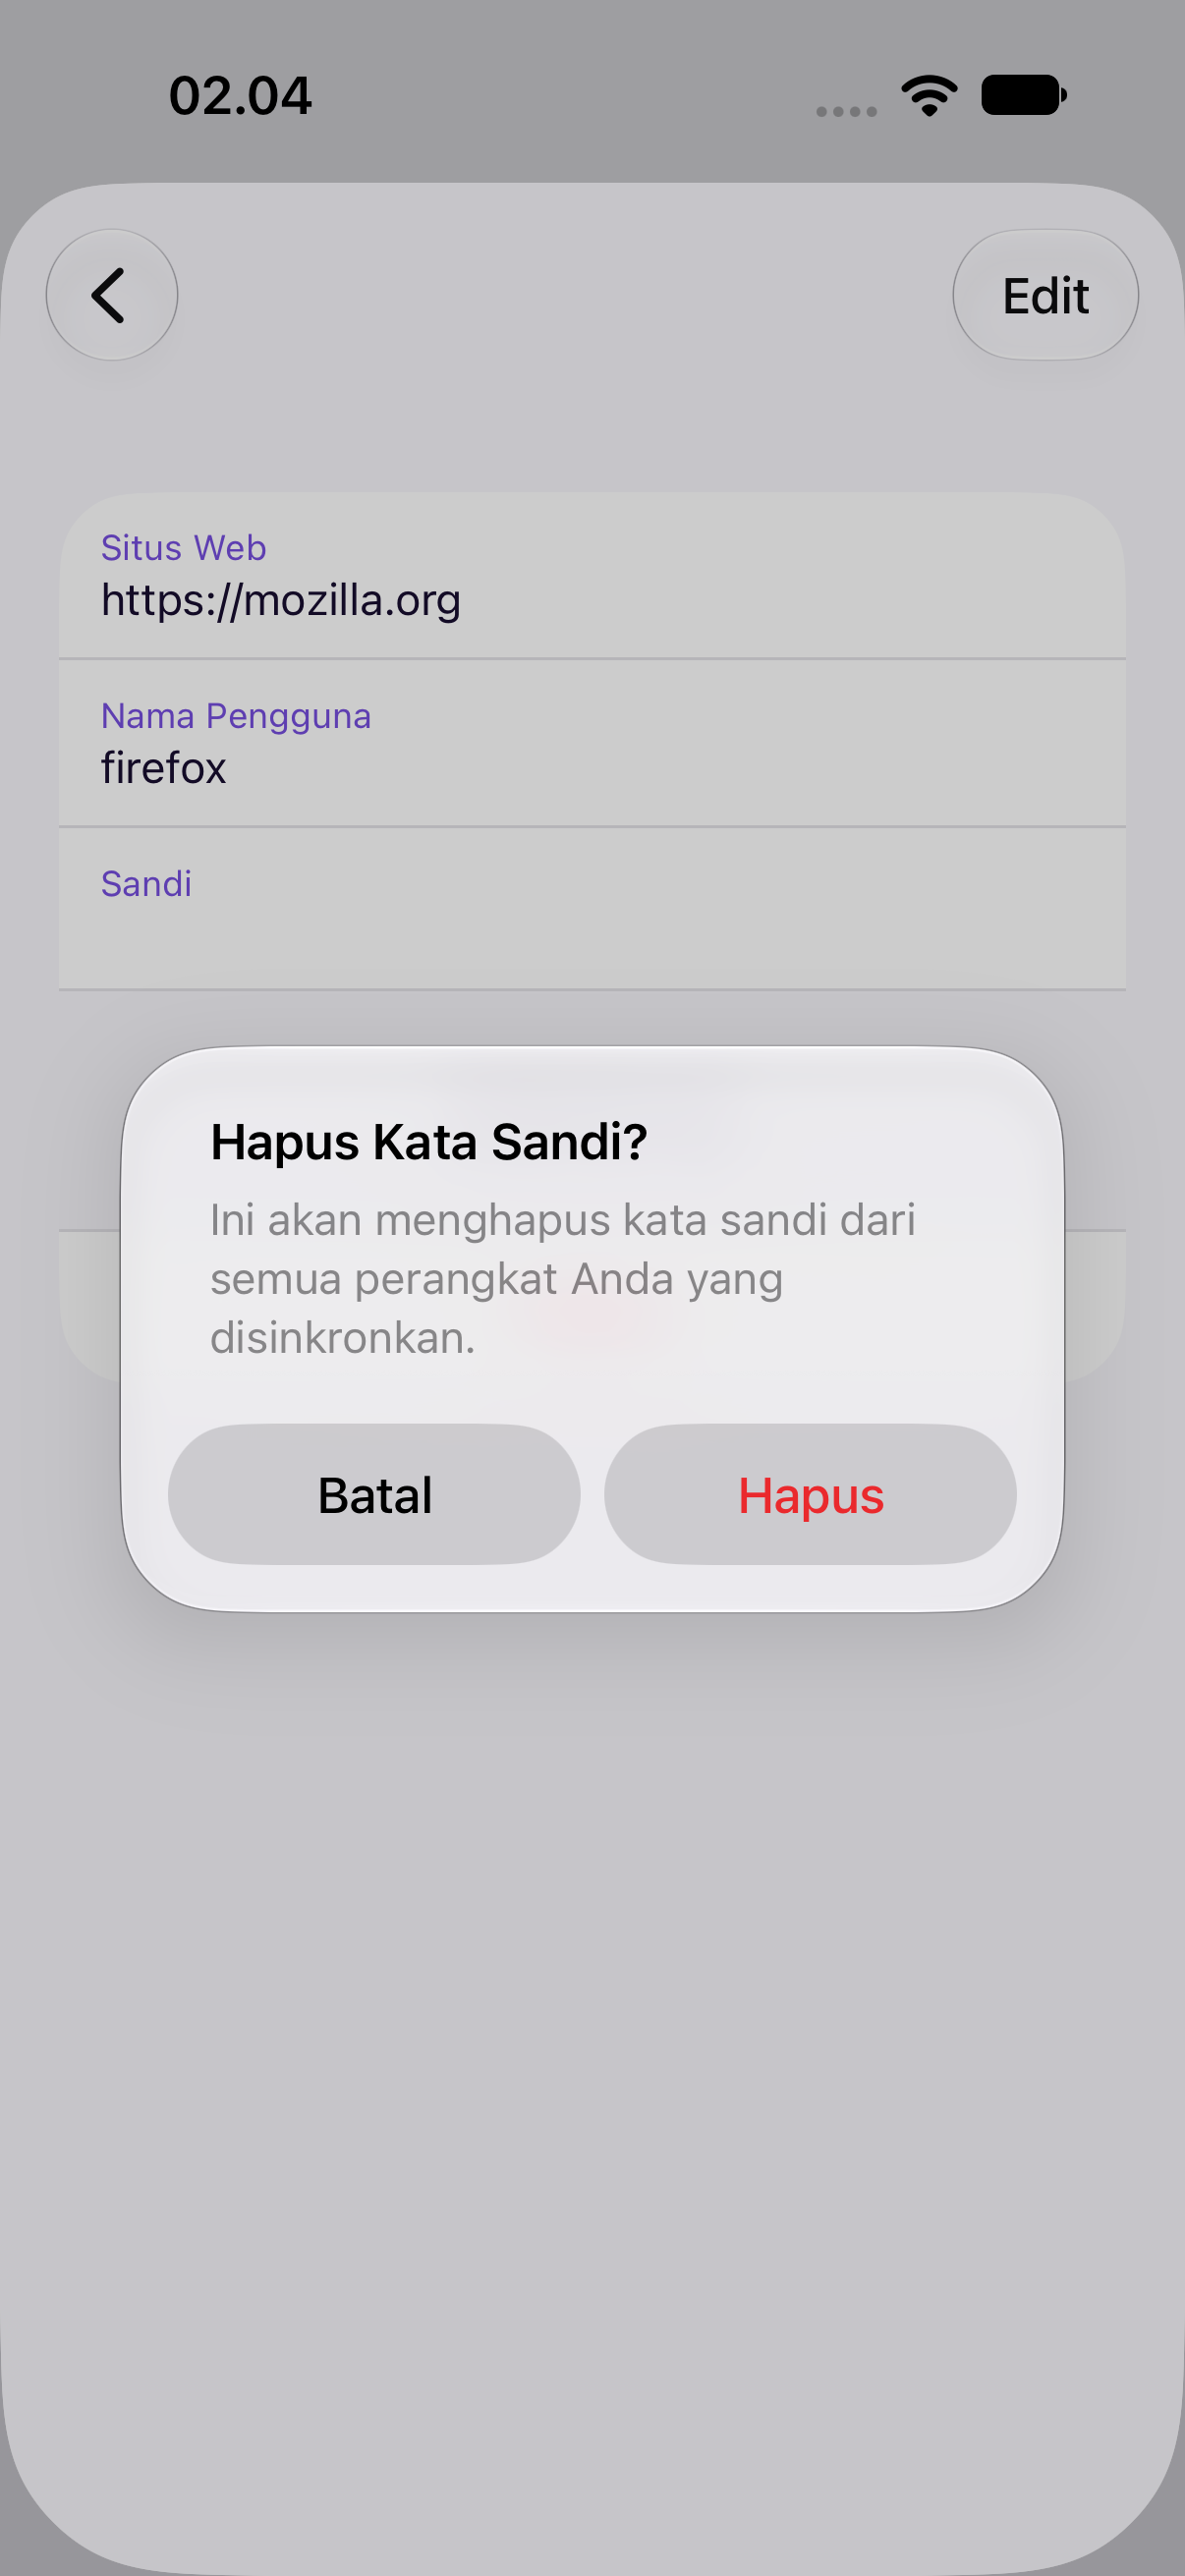 02.04
Edit
Situs Web
https://mozilla.org
Nama Pengguna
firefox
Sandi
Hapus Kata Sandi?
Ini akan menghapus kata sandi dari
semua perangkat Anda yang
disinkronkan.
Batal
Hapus